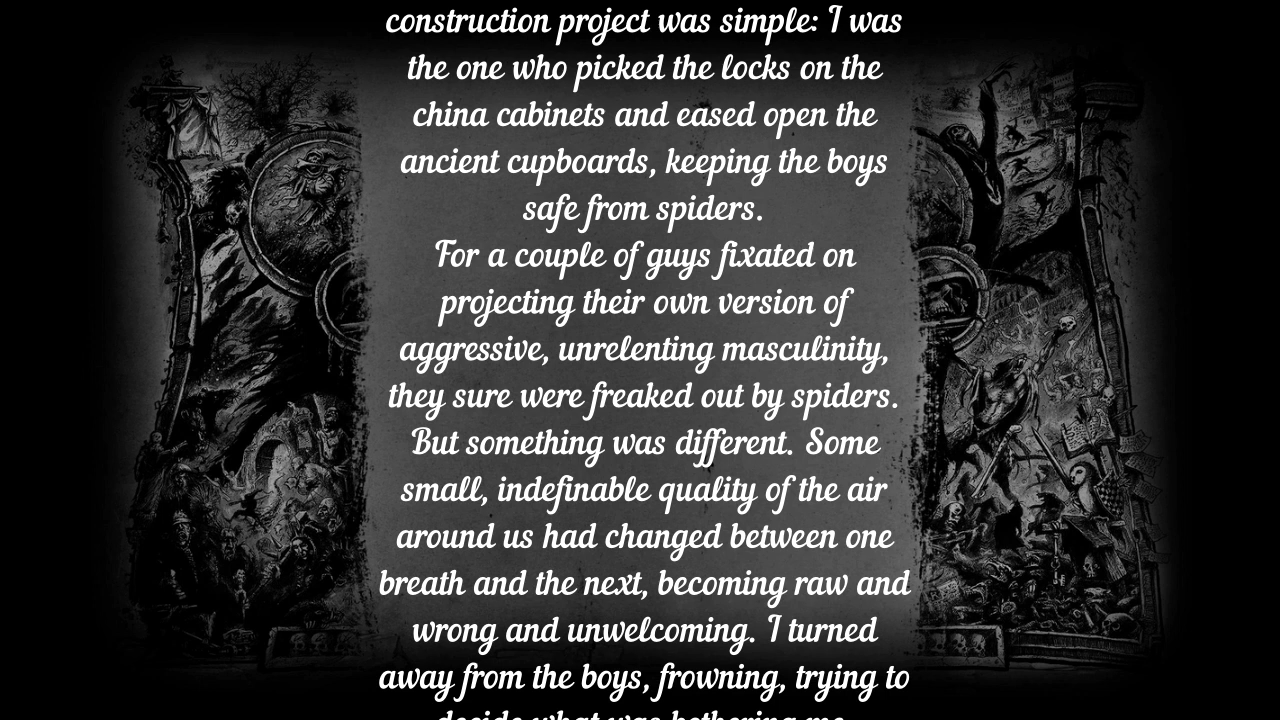 construction project was simple: I was
the one who picked the locks on the
china cabinets and eased open the
ancient cupboards, keeping the boys
safe from spiders.
For a couple of guys fixated on
projecting their own version of
aggressive, unrelenting masculinity,
they sure were freaked out by spiders.
But something was different. Some
small, indefinable quality of the air
around us had changed between one
breath and the next, becoming raw and
wrong and unwelcoming. I turned
away from the boys, frowning, trying to
decide what was bothering me.